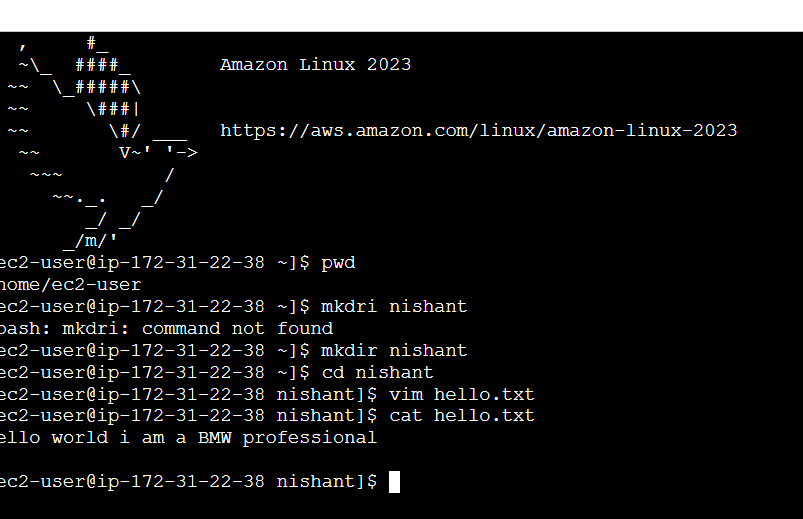 ,     #_
  ~\_  ####_        Amazon Linux 2023
 ~~  \_#####\
 ~~     \###|
 ~~       \#/ ___   https://aws.amazon.com/linux/amazon-linux-2023
  ~~       V~' '->
   ~~~         /
     ~~._.   _/
        _/ _/
      _/m/'
ec2-user@ip-172-31-22-38 ~]$ pwd
home/ec2-user
ec2-user@ip-172-31-22-38 ~]$ mkdri nishant
bash: mkdri: command not found
ec2-user@ip-172-31-22-38 ~]$ mkdir nishant
ec2-user@ip-172-31-22-38 ~]$ cd nishant
ec2-user@ip-172-31-22-38 nishant]$ vim hello.txt
ec2-user@ip-172-31-22-38 nishant]$ cat hello.txt
ello world i am a BMW professional
ec2-user@ip-172-31-22-38 nishant]$